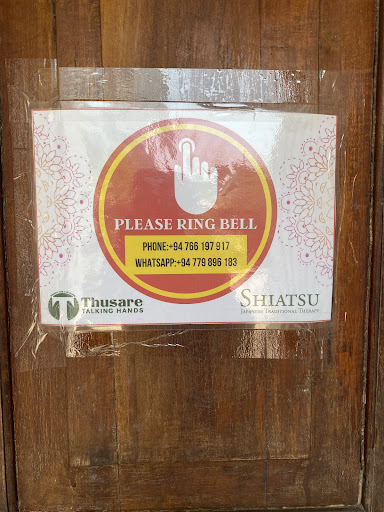 PLEASE RING BELL
PHONE:+94 766 197 917
WHATSAPP:+94 779 896 183
Thusare
TALKING HANDS
SHIATSU
JAPANESE TRADITIONAL THERAPY